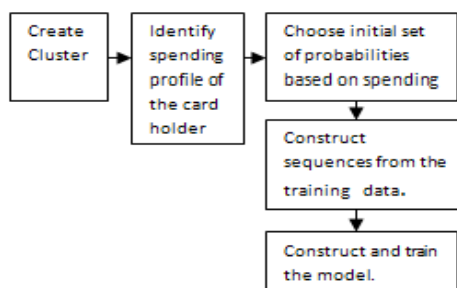 Create
Cluster
Identify
spending
profile of
the card
holder
Choose initial set
of probabilities
based on spending
Construct
sequences from the
training data.
Construct and train
the model.